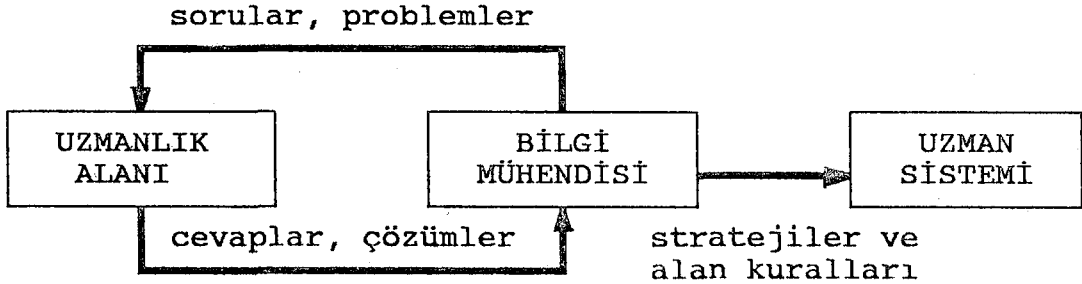 sorular, problemler
UZMANLIK
ALANI
BİLGİ
MÜHENDİSİ
UZMAN
SİSTEMİ
cevaplar, çözümler
stratejiler ve
alan kuralları